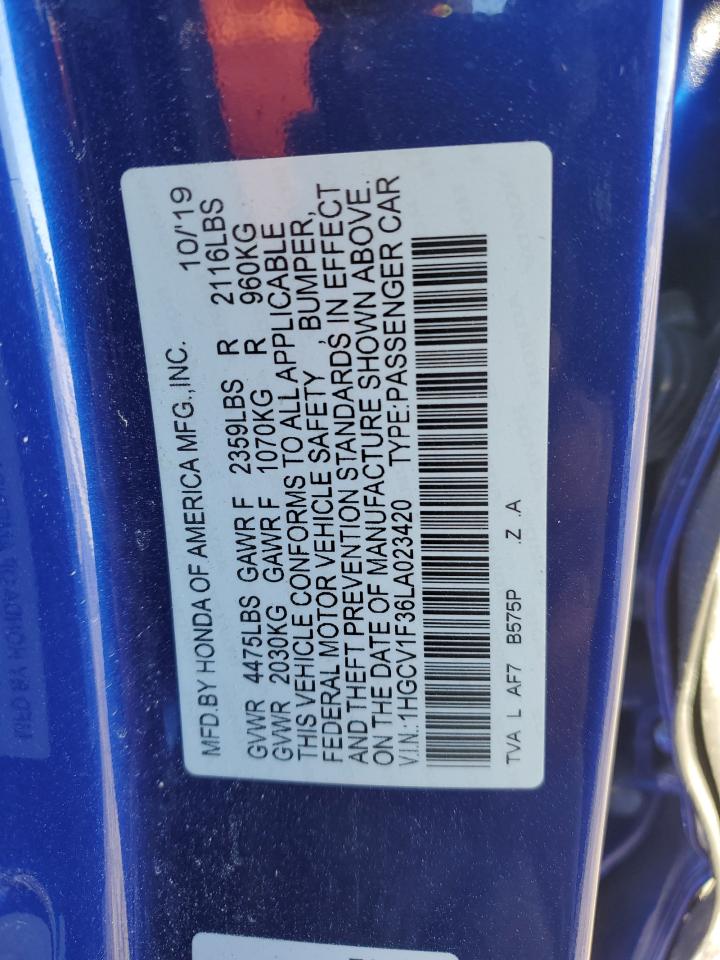 MFD.BY HONDA OF AMERICA MFG.,INC. 10/'19
GVWR 4475LBS GAWR F 2359LBS R 2116LBS
GVWR 2030KG GAWR F 1070KG R 960KG
THIS VEHICLE CONFORMS TO ALL APPLICABLE
FEDERAL MOTOR VEHICLE SAFETY, BUMPER,
AND THEFT PREVENTION STANDARDS IN EFFECT
ON THE DATE OF MANUFACTURE SHOWN ABOVE.
V.I.N.:1HGCV1F36LA023420 TYPE:PASSENGER CAR
TVA L AF7 B575P .Z .A